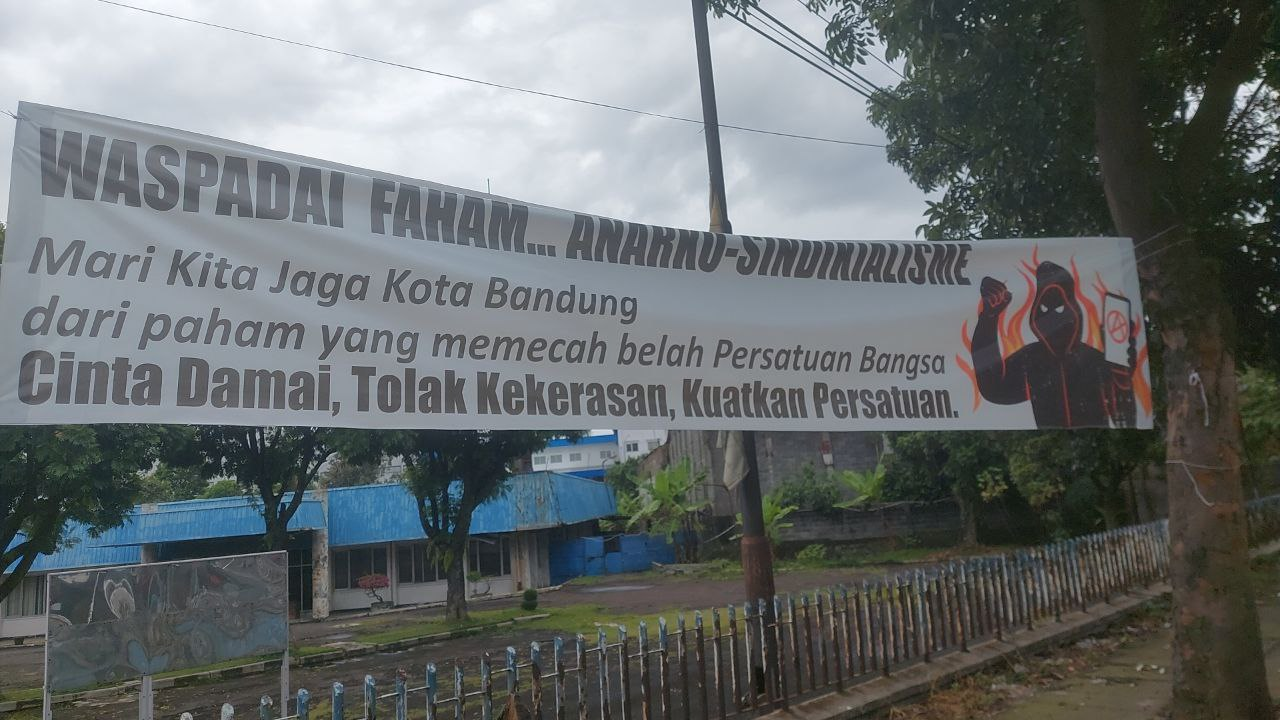 WASPADAI FAHAM... ANARKO-SINDIKIALISME
Mari Kita Jaga Kota Bandung
dari paham yang memecah belah Persatuan Bangsa
Cinta Damai, Tolak Kekerasan, Kuatkan Persatuan.